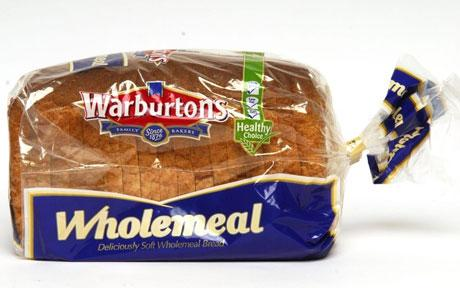 Warburtons
FAMILY Since BAKERS
1876
Healthy
Choice
Wholemeal
Deliciously Soft Wholemeal Bread